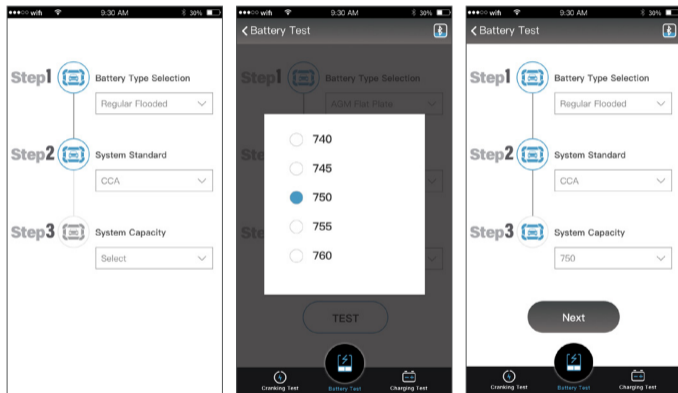 wifi 9:30 AM 30%
Step1 Battery Type Selection
Regular Flooded
Step2 System Standard
CCA
Step3 System Capacity
Select
wifi 9:30 AM 30%
Battery Test
Step1 Battery Type Selection
AGM Flat Plate
740
745
750
755
760
Ste
Ste
TEST
Cranking Test Battery Test Charging Test
wifi 9:30 AM 30%
Battery Test
Step1 Battery Type Selection
Regular Flooded
Step2 System Standard
CCA
Step3 System Capacity
750
Next
Cranking Test Battery Test Charging Test